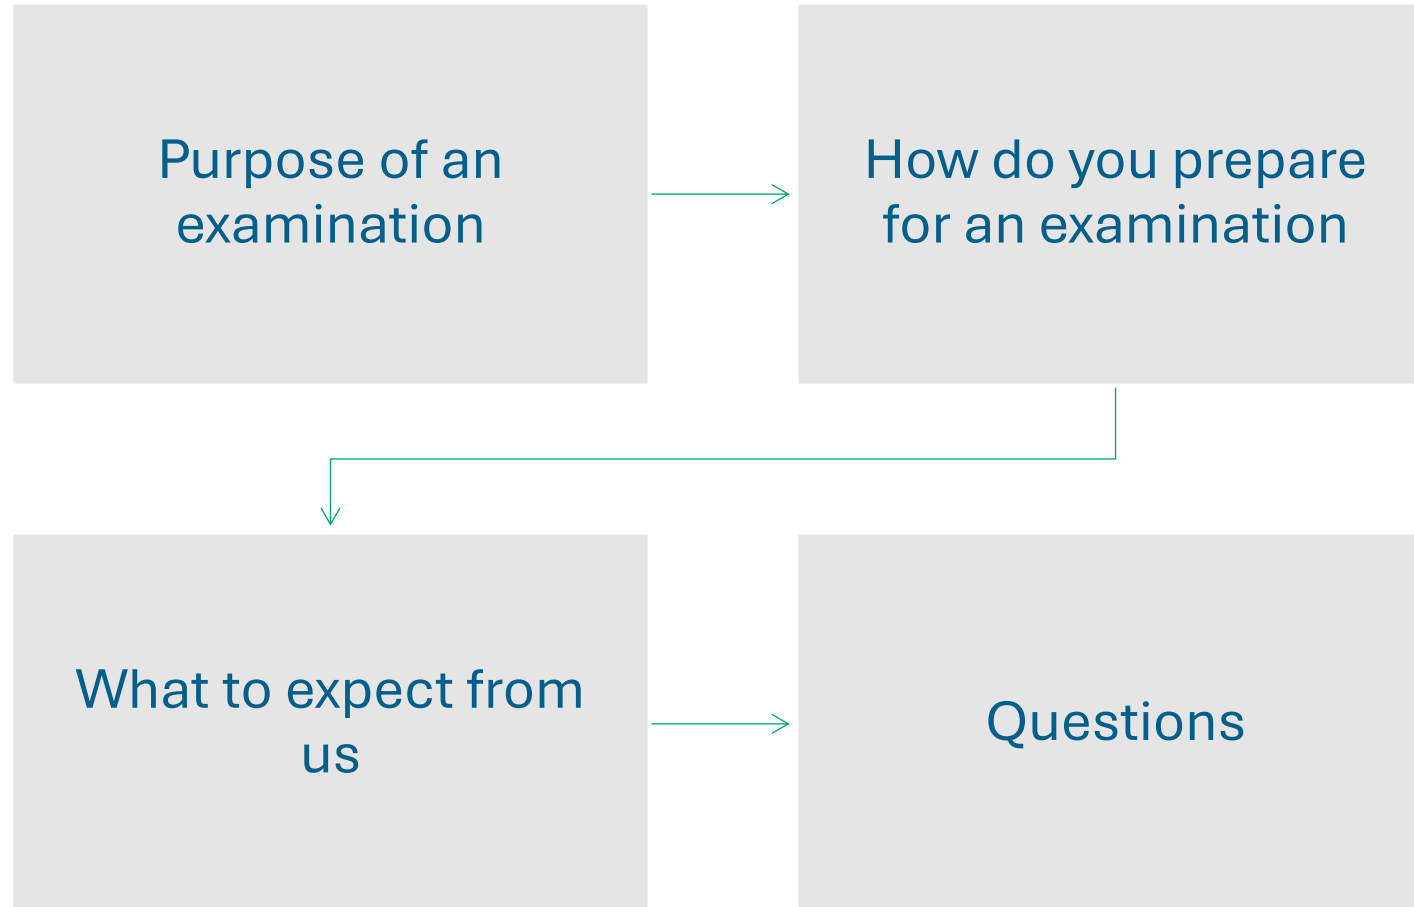 Purpose of an
examination
How do you prepare
for an examination
What to expect from
us
Questions